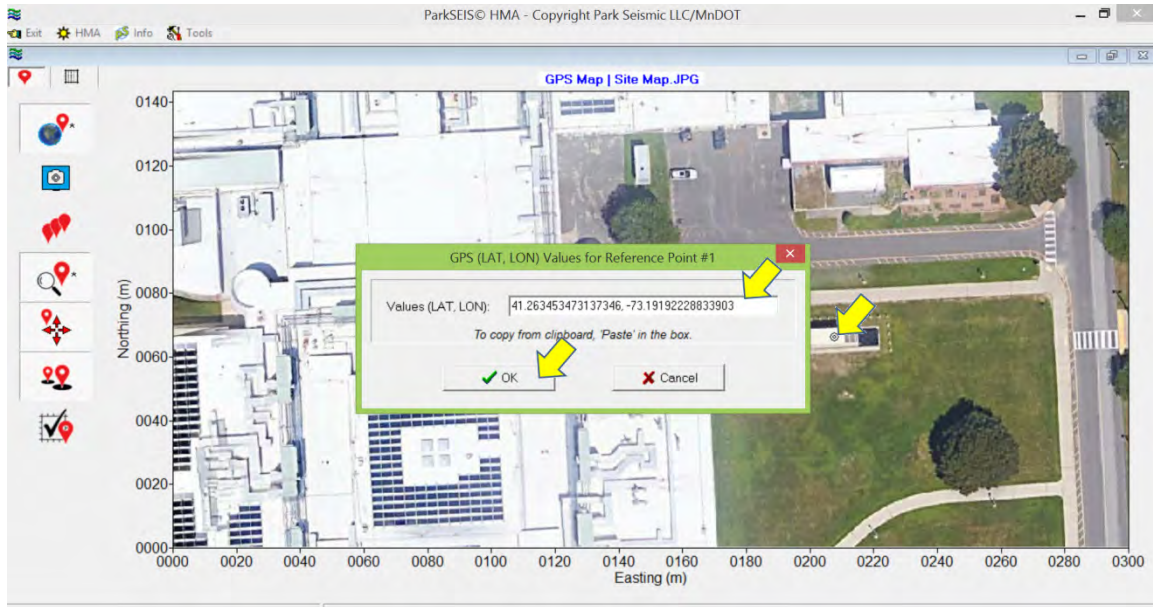 ParkSEIS© HMA - Copyright Park Seismic LLC/MnDOT
Exit HMA Info Tools
GPS Map | Site Map.JPG
GPS (LAT, LON) Values for Reference Point #1
Values (LAT, LON): 41.263453473137346, -73.19192228833903
To copy from clipboard, 'Paste' in the box.
OK Cancel
Northing (m)
0140
0120
0100
0080
0060
0040
0020
0000
0000 0020 0040 0060 0080 0100 0120 0140 0160 0180 0200 0220 0240 0260 0280 0300
Easting (m)